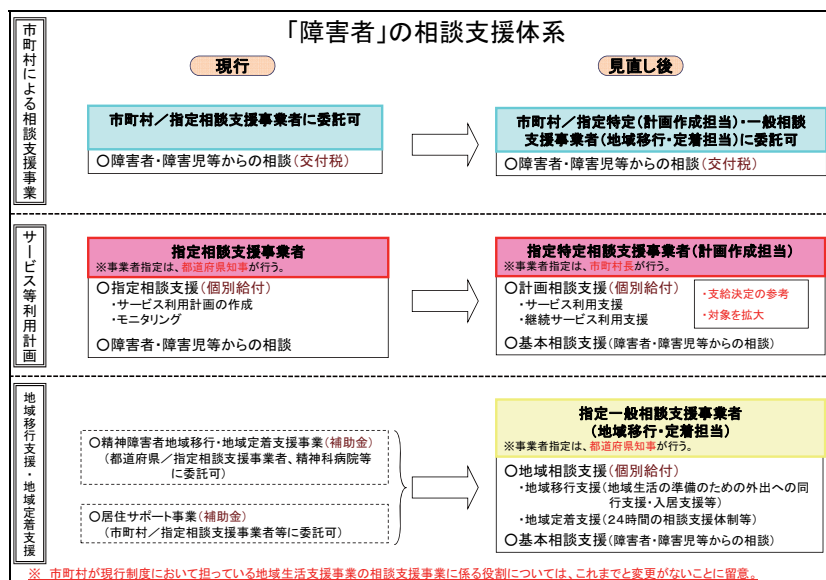 「障害者」の相談支援体系
現行
見直し後
市町村による相談支援事業
市町村／指定相談支援事業者に委託可
○障害者・障害児等からの相談(交付税)
市町村／指定特定(計画作成担当)・一般相談
支援事業者(地域移行・定着担当)に委託可
○障害者・障害児等からの相談(交付税)
サービス等利用計画
指定相談支援事業者
※事業者指定は、都道府県知事が行う。
○指定相談支援(個別給付)
・サービス利用計画の作成
・モニタリング
○障害者・障害児等からの相談
指定特定相談支援事業者(計画作成担当)
※事業者指定は、市町村長が行う。
○計画相談支援(個別給付)
・サービス利用支援
・継続サービス利用支援
・支給決定の参考
・対象を拡大
○基本相談支援(障害者・障害児等からの相談)
地域移行支援・地域定着支援
○精神障害者地域移行・地域定着支援事業(補助金)
(都道府県／指定相談支援事業者、精神科病院等
に委託可)
○居住サポート事業(補助金)
(市町村／指定相談支援事業者等に委託可)
指定一般相談支援事業者
(地域移行・定着担当)
※事業者指定は、都道府県知事が行う。
○地域相談支援(個別給付)
・地域移行支援(地域生活の準備のための外出への同
行支援・入居支援等)
・地域定着支援(24時間の相談支援体制等)
○基本相談支援(障害者・障害児等からの相談)
※ 市町村が現行制度において担っている地域生活支援事業の相談支援事業に係る役割については、これまでと変更がないことに留意。